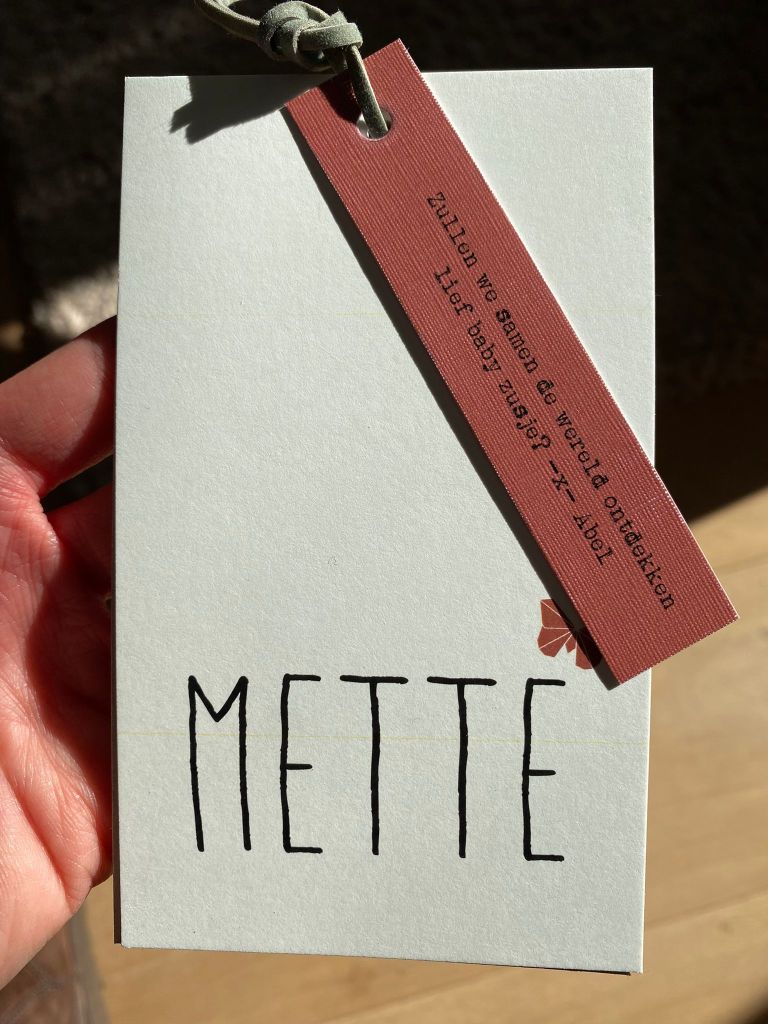 Zullen we samen de wereld ontdekken
lief baby zusje? -x- Abel
METTE